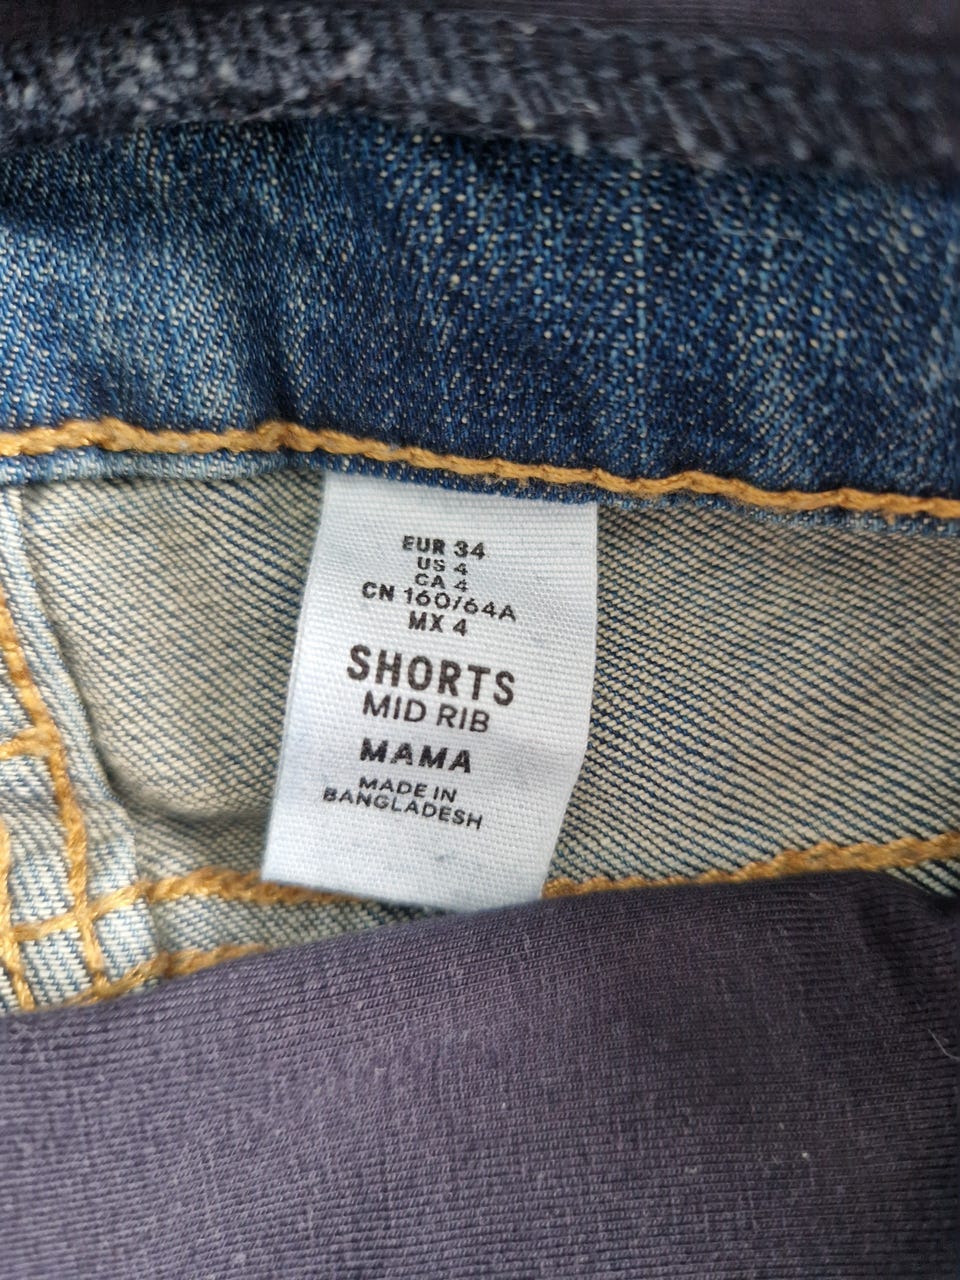 EUR 34
US 4
CA 4
CN 160/64A
MX 4
SHORTS
MID RIB
MAMA
MADE IN
BANGLADESH